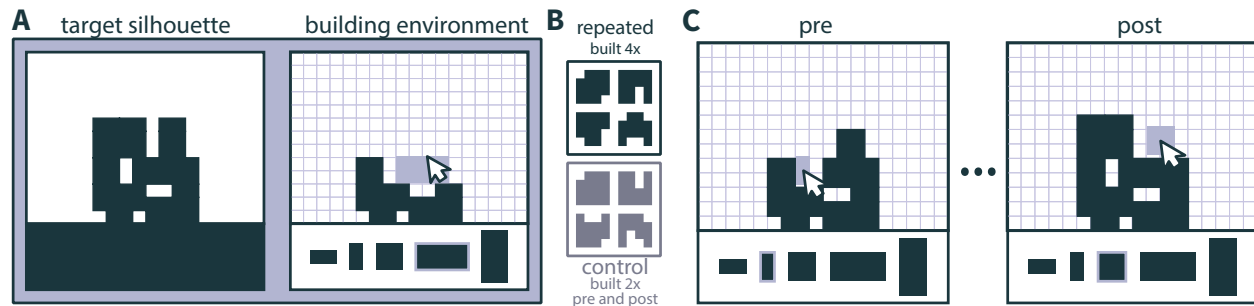 A
target silhouette
building environment
B
repeated
built 4x
control
built 2x
pre and post
C
pre
post